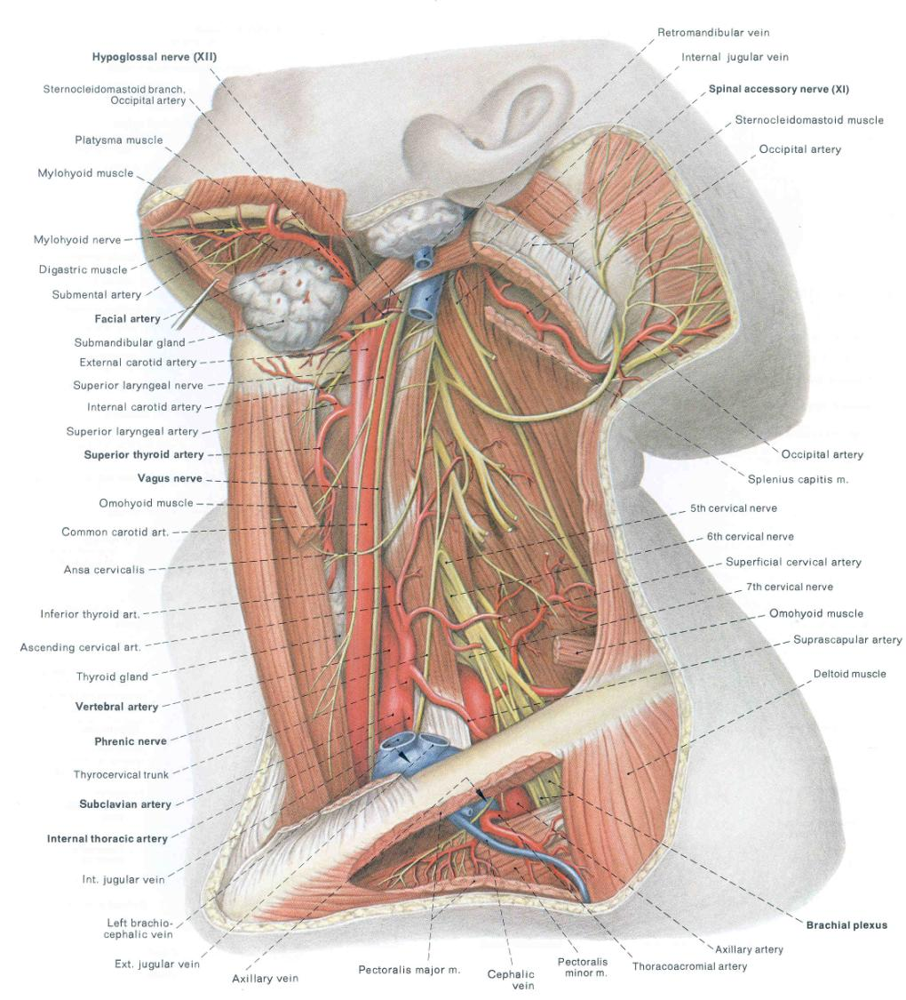 Hypoglossal nerve (XII)
Sternocleidomastoid branch,
Occipital artery
Platysma muscle
Mylohyoid muscle
Mylohyoid nerve
Digastric muscle
Submental artery
Facial artery
Submandibular gland
External carotid artery
Superior laryngeal nerve
Internal carotid artery
Superior laryngeal artery
Superior thyroid artery
Vagus nerve
Omohyoid muscle
Common carotid art.
Ansa cervicalis
Inferior thyroid art.
Ascending cervical art.
Thyroid gland
Vertebral artery
Phrenic nerve
Thyrocervical trunk
Subclavian artery
Internal thoracic artery
Int. jugular vein
Left brachio-
cephalic vein
Ext. jugular vein
Axillary vein
Pectoralis major m.
Cephalic
vein
Pectoralis
minor m.
Thoracoacromial artery
Axillary artery
Brachial plexus
Retromandibular vein
Internal jugular vein
Spinal accessory nerve (XI)
Sternocleidomastoid muscle
Occipital artery
Occipital artery
Splenius capitis m.
5th cervical nerve
6th cervical nerve
Superficial cervical artery
7th cervical nerve
Omohyoid muscle
Suprascapular artery
Deltoid muscle